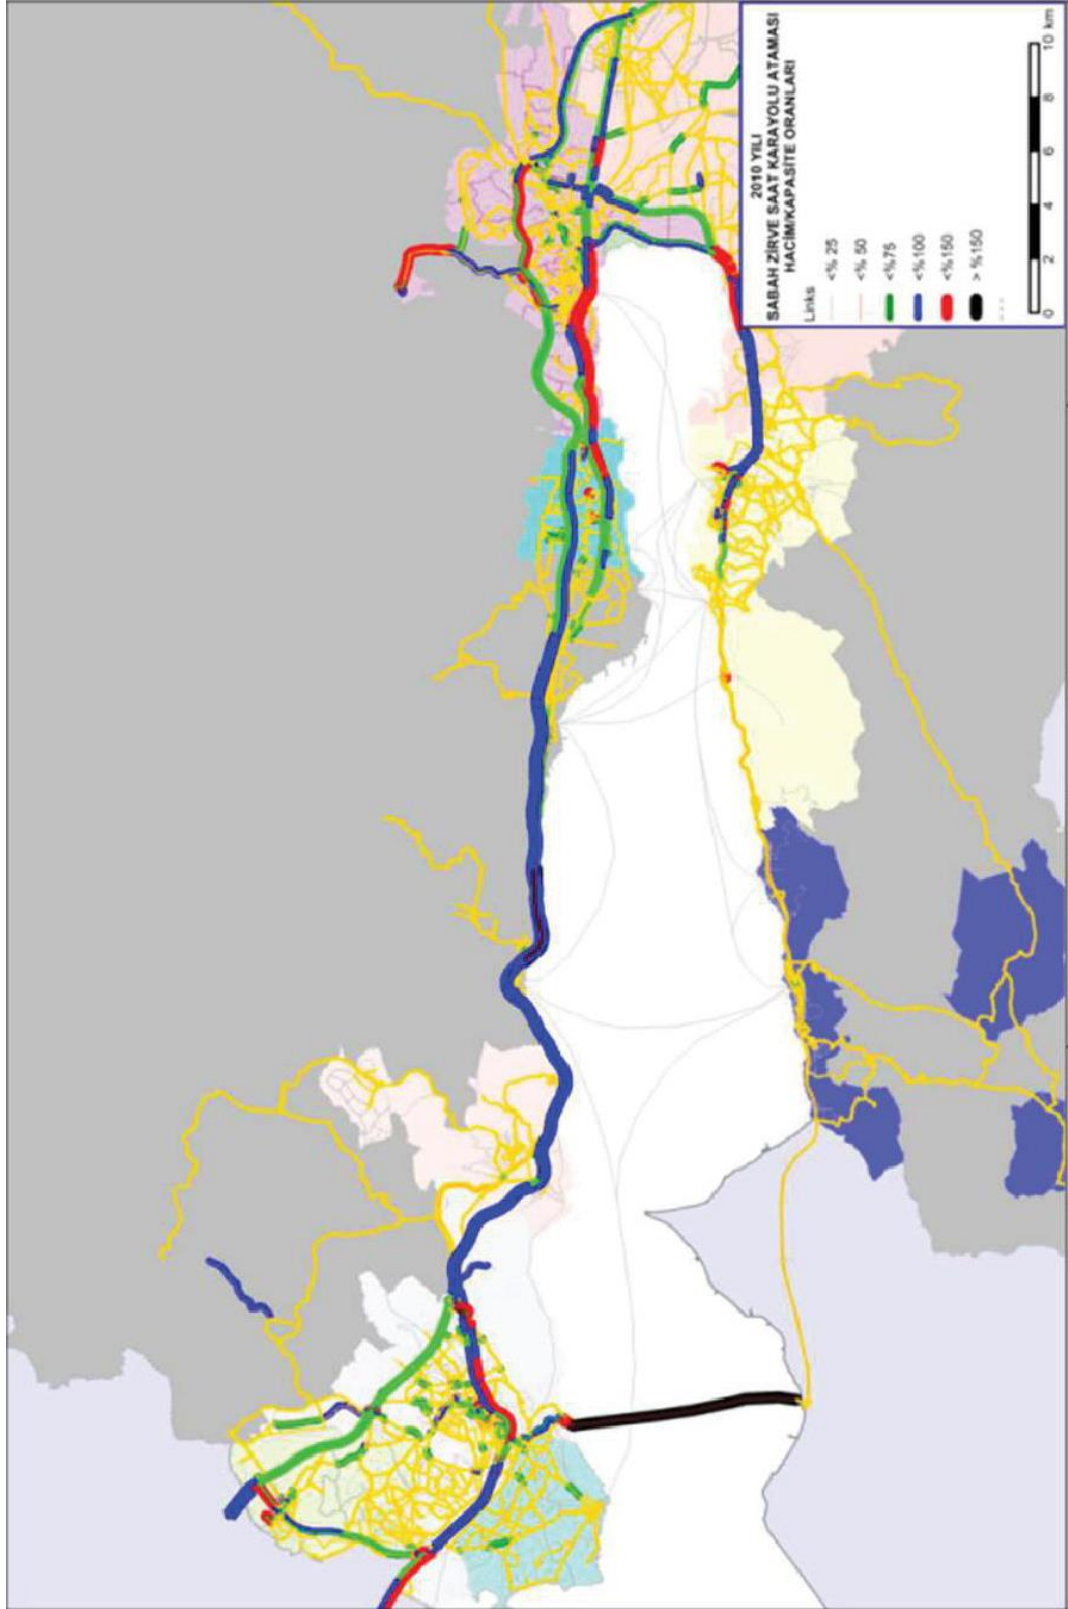 2010 YILI
SABAH ZİRVE SAAT KARAYOLU ATAMASI
HACİM/KAPASİTE ORANLARI
Links
<% 25
<% 50
<%75
<%100
<%150
> %150
0 2 4 6 8 10 km